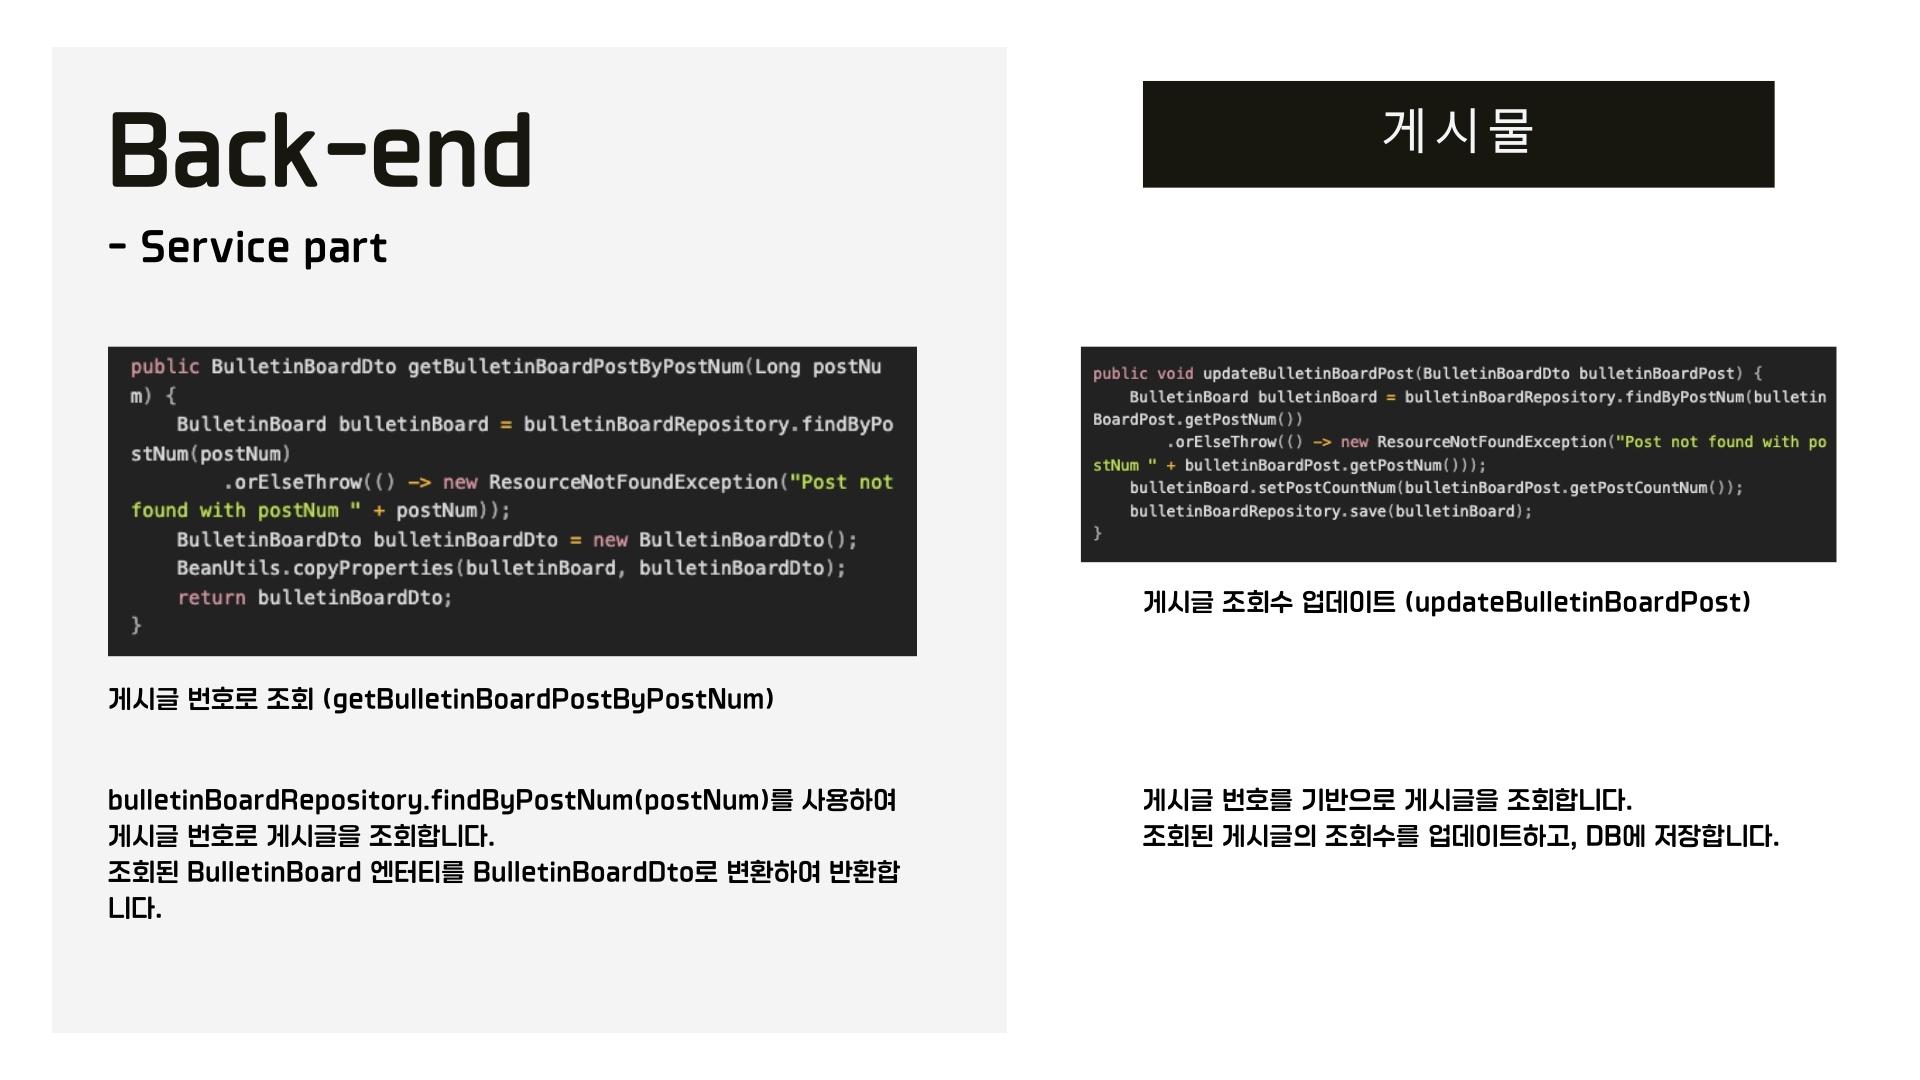 Back-end
- Service part
public BulletinBoardDto getBulletinBoardPostByPostNum(Long postNu
m) {
    BulletinBoard bulletinBoard = bulletinBoardRepository.findByPo
stNum(postNum)
        .orElseThrow(() -> new ResourceNotFoundException("Post not
found with postNum " + postNum));
    BulletinBoardDto bulletinBoardDto = new BulletinBoardDto();
    BeanUtils.copyProperties(bulletinBoard, bulletinBoardDto);
    return bulletinBoardDto;
}
게시글 번호로 조회 (getBulletinBoardPostByPostNum)
bulletinBoardRepository.findByPostNum(postNum)를 사용하여
게시글 번호로 게시글을 조회합니다.
조회된 BulletinBoard 엔터티를 BulletinBoardDto로 변환하여 반환합
니다.
게시물
public void updateBulletinBoardPost(BulletinBoardDto bulletinBoardPost) {
    BulletinBoard bulletinBoard = bulletinBoardRepository.findByPostNum(bulletin
BoardPost.getPostNum())
        .orElseThrow(() -> new ResourceNotFoundException("Post not found with po
stNum " + bulletinBoardPost.getPostNum()));
    bulletinBoard.setPostCountNum(bulletinBoardPost.getPostCountNum());
    bulletinBoardRepository.save(bulletinBoard);
}
게시글 조회수 업데이트 (updateBulletinBoardPost)
게시글 번호를 기반으로 게시글을 조회합니다.
조회된 게시글의 조회수를 업데이트하고, DB에 저장합니다.